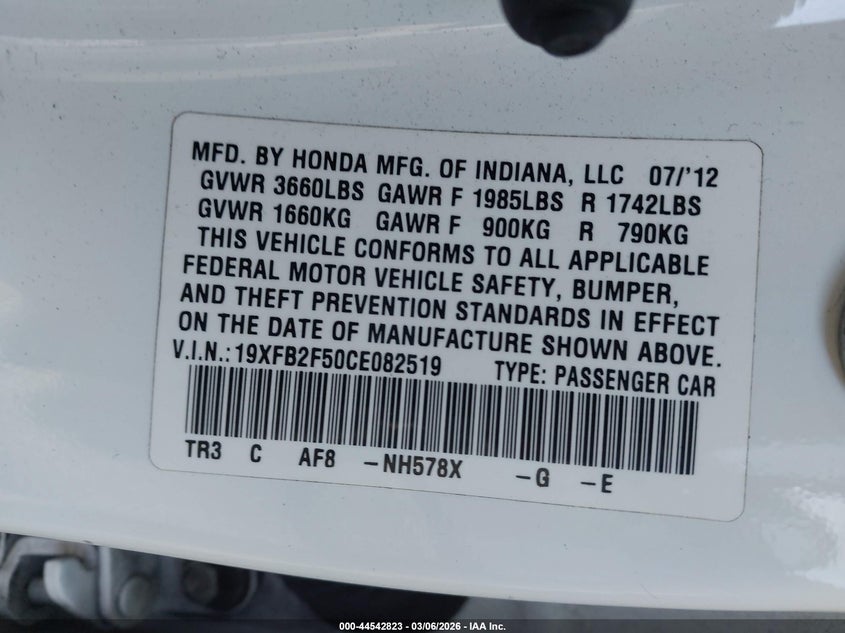 MFD. BY HONDA MFG. OF INDIANA, LLC 07/'12
GVWR 3660LBS GAWR F 1985LBS R 1742LBS
GVWR 1660KG GAWR F 900KG R 790KG
THIS VEHICLE CONFORMS TO ALL APPLICABLE
FEDERAL MOTOR VEHICLE SAFETY, BUMPER,
AND THEFT PREVENTION STANDARDS IN EFFECT
ON THE DATE OF MANUFACTURE SHOWN ABOVE.
V.I.N.: 19XFB2F50CE082519 TYPE: PASSENGER CAR
TR3 C AF8 -NH578X -G -E
000-44542823 | 03/06/2026 - IAA Inc.